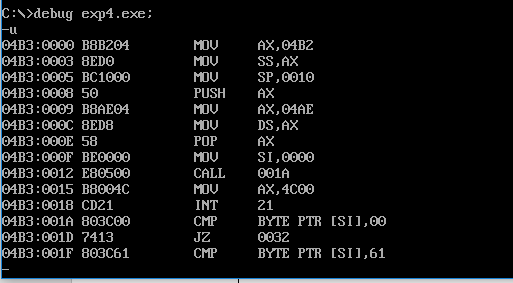 C:\>debug exp4.exe;
-u
04B3:0000 B8B204 MOV AX,04B2
04B3:0003 8ED0 MOV SS,AX
04B3:0005 BC1000 MOV SP,0010
04B3:0008 50 PUSH AX
04B3:0009 B8AE04 MOV AX,04AE
04B3:000C 8ED8 MOV DS,AX
04B3:000E 58 POP AX
04B3:000F BE0000 MOV SI,0000
04B3:0012 E80500 CALL 001A
04B3:0015 B8004C MOV AX,4C00
04B3:0018 CD21 INT 21
04B3:001A 803C00 CMP BYTE PTR [SI],00
04B3:001D 7413 JZ 0032
04B3:001F 803C61 CMP BYTE PTR [SI],61
-